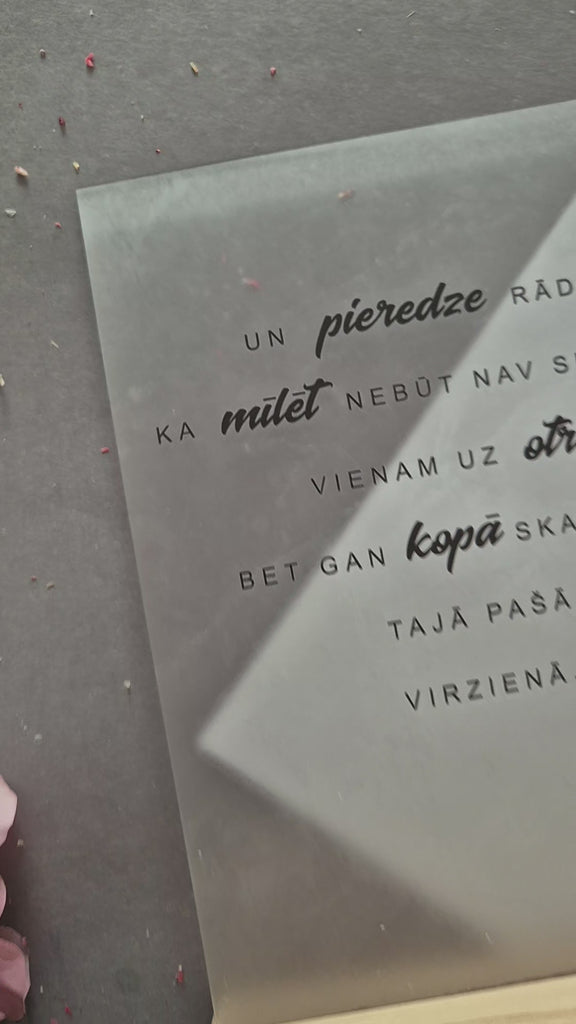 UN pieredze RĀD
KA mīlēt NEBŪT NAV S
VIENAM UZ otr
BET GAN kopā SKA
TAJĀ PAŠĀ
VIRZIENĀ.